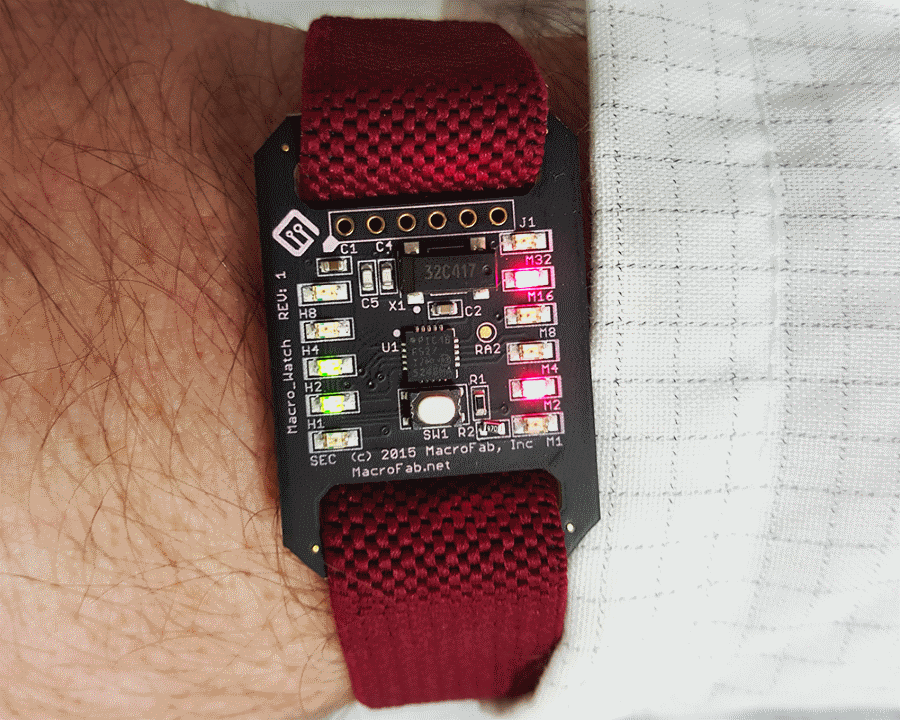 J1
C1 C4
M32
32C417
C5
X1
M16
C2
REV: 1
H8
M8
U1
PIC16
RA2
H4
M4
H2
R1
M2
H1
SW1 R2
M1
Macro_Watch
SEC
(c) 2015 MacroFab, Inc
MacroFab.net